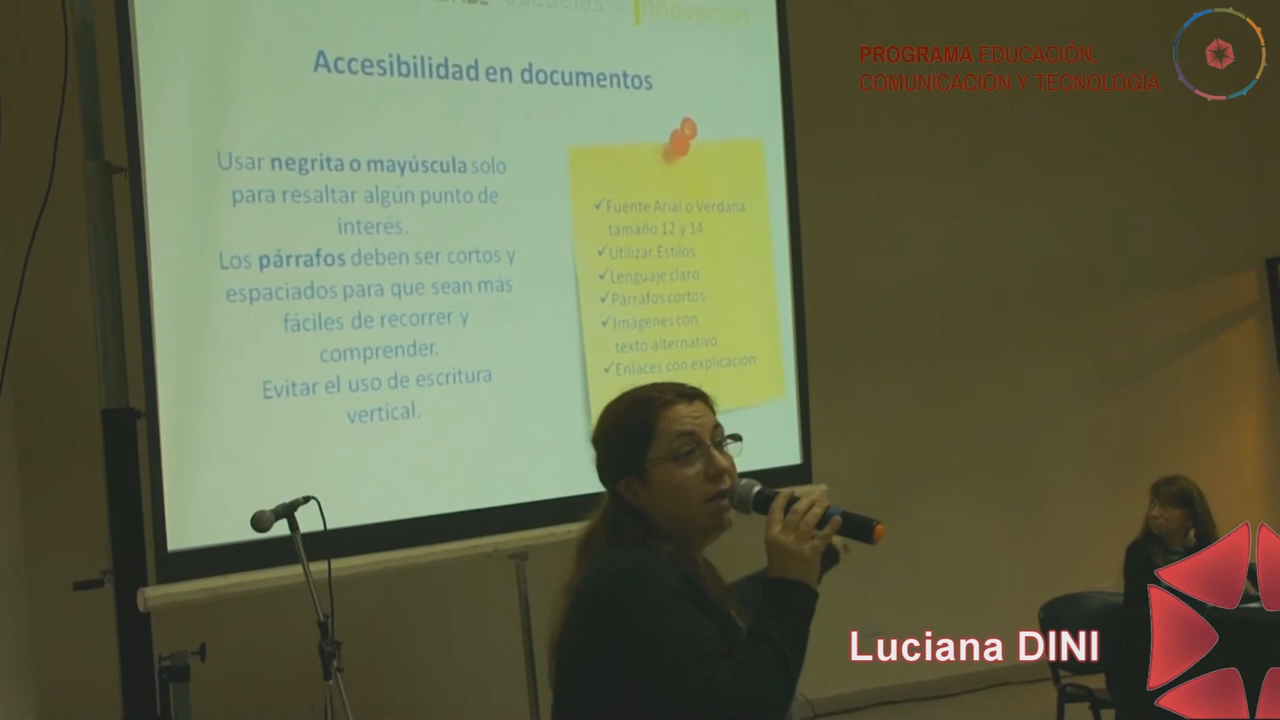 escuelas innovación
PROGRAMA EDUCACIÓN,
COMUNICACIÓN Y TECNOLOGÍA
Accesibilidad en documentos
Usar negrita o mayúscula solo
para resaltar algún punto de
interés.
Los párrafos deben ser cortos y
espaciados para que sean más
fáciles de recorrer y
comprender.
Evitar el uso de escritura
vertical.
✓Fuente Arial o Verdana
tamaño 12 y 14
✓Utilizar Estilos
✓Lenguaje claro
✓Párrafos cortos
✓Imágenes con
texto alternativo
✓Enlaces con explicación
Luciana DINI